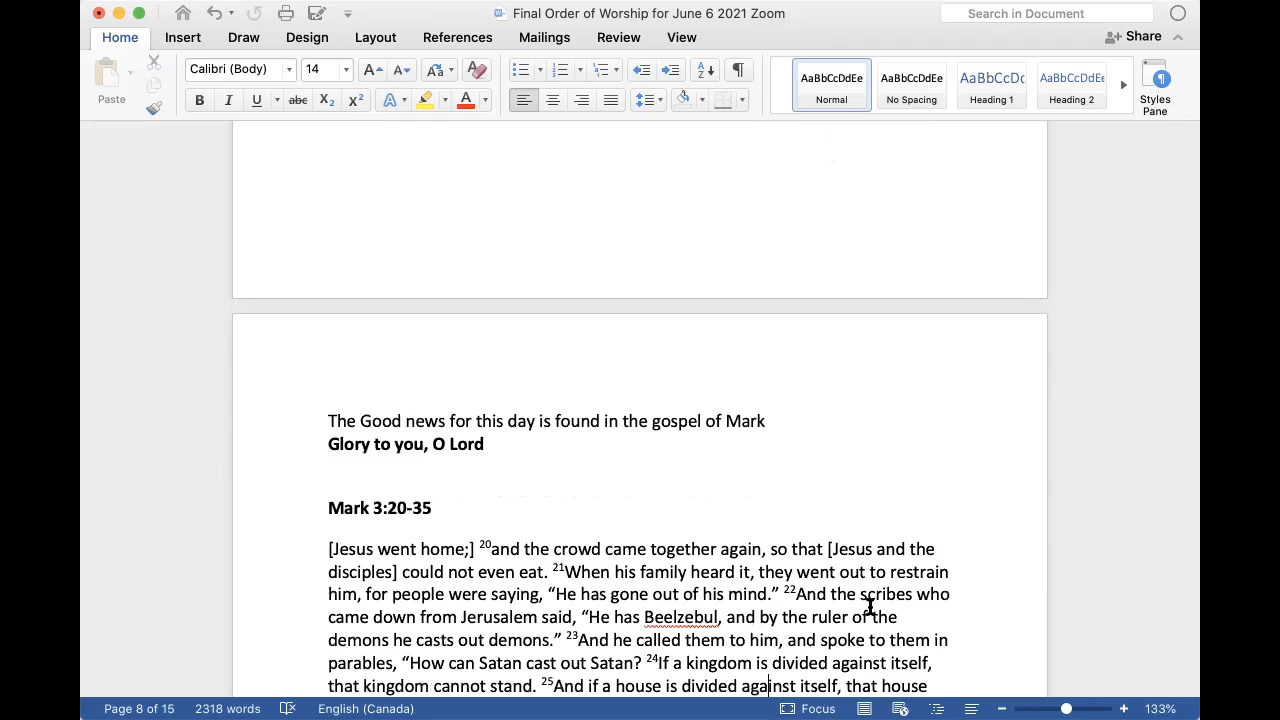 Final Order of Worship for June 6 2021 Zoom
Search in Document
Home Insert Draw Design Layout References Mailings Review View Share
Paste
Calibri (Body) 14
AaBbCcDdEe AaBbCcDdEe AaBbCcDc AaBbCcDdEe
Normal No Spacing Heading 1 Heading 2
Styles Pane
The Good news for this day is found in the gospel of Mark
Glory to you, O Lord
Mark 3:20-35
[Jesus went home;] 20and the crowd came together again, so that [Jesus and the
disciples] could not even eat. 21When his family heard it, they went out to restrain
him, for people were saying, “He has gone out of his mind.” 22And the scribes who
came down from Jerusalem said, “He has Beelzebul, and by the ruler of the
demons he casts out demons.” 23And he called them to him, and spoke to them in
parables, “How can Satan cast out Satan? 24If a kingdom is divided against itself,
that kingdom cannot stand. 25And if a house is divided against itself, that house
Page 8 of 15 2318 words English (Canada) Focus 133%